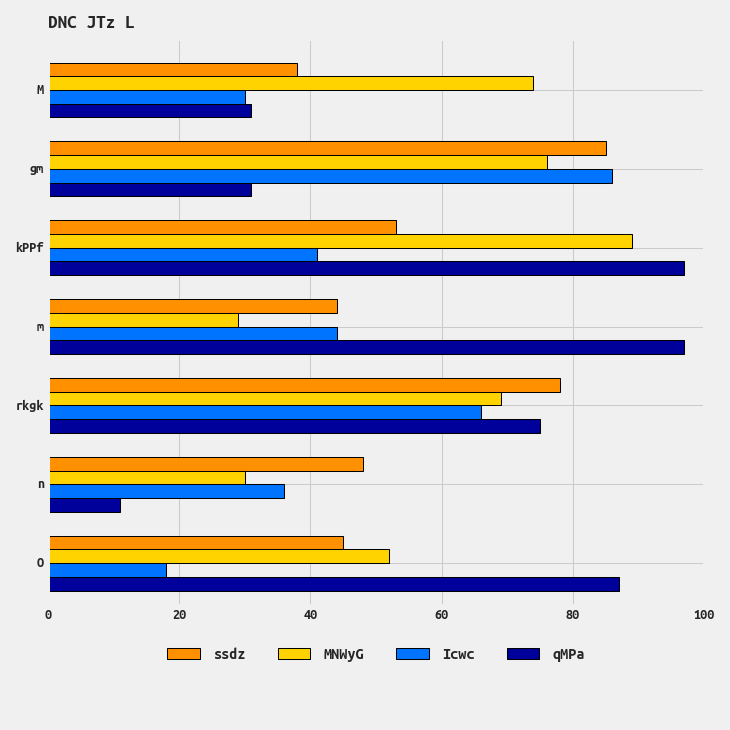 DNC JTz L
M
gm
kPPf
m
rkgk
n
O
0 20 40 60 80 100
ssdz MNWyG Icwc qMPa